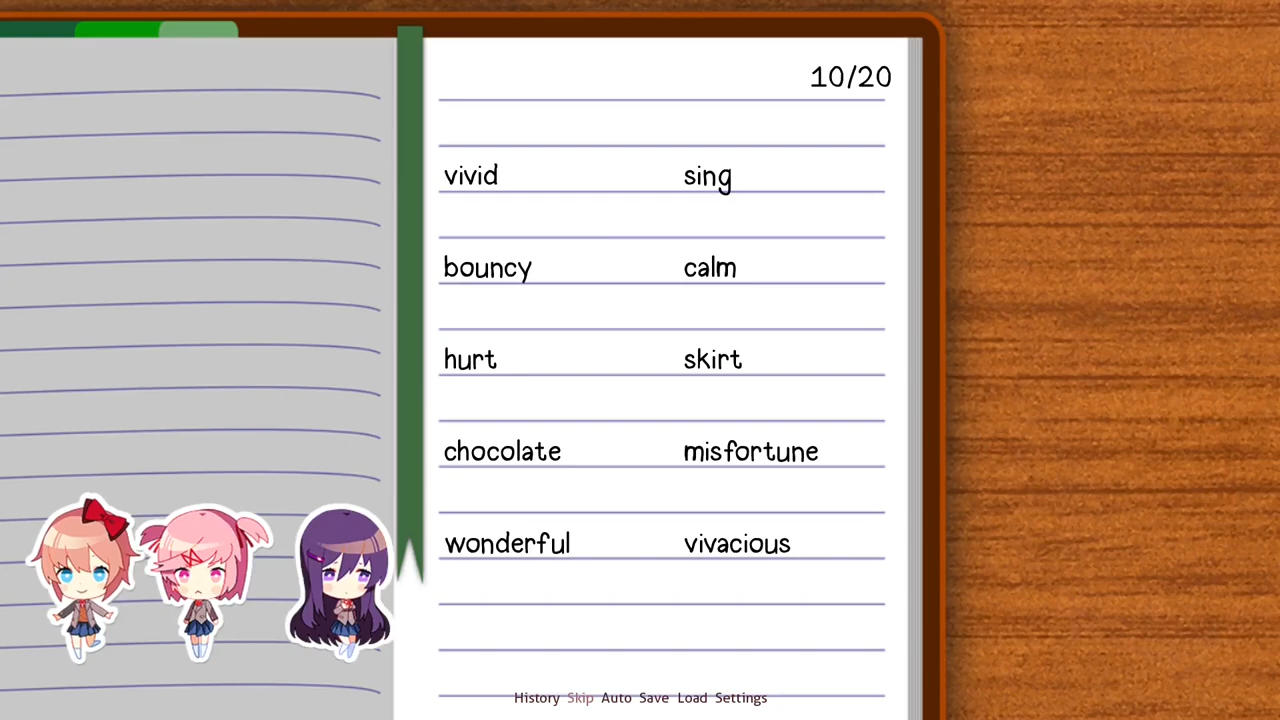 10/20
vivid sing
bouncy calm
hurt skirt
chocolate misfortune
wonderful vivacious
History Skip Auto Save Load Settings